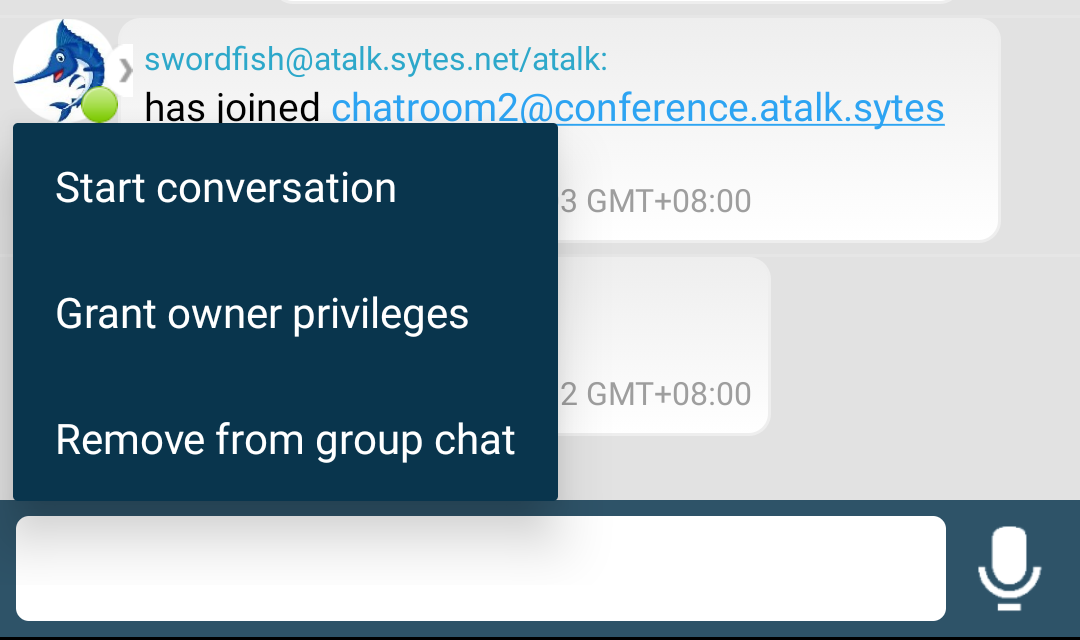 swordfish@atalk.sytes.net/atalk:
has joined chatroom2@conference.atalk.sytes
3 GMT+08:00
Start conversation
Grant owner privileges
2 GMT+08:00
Remove from group chat